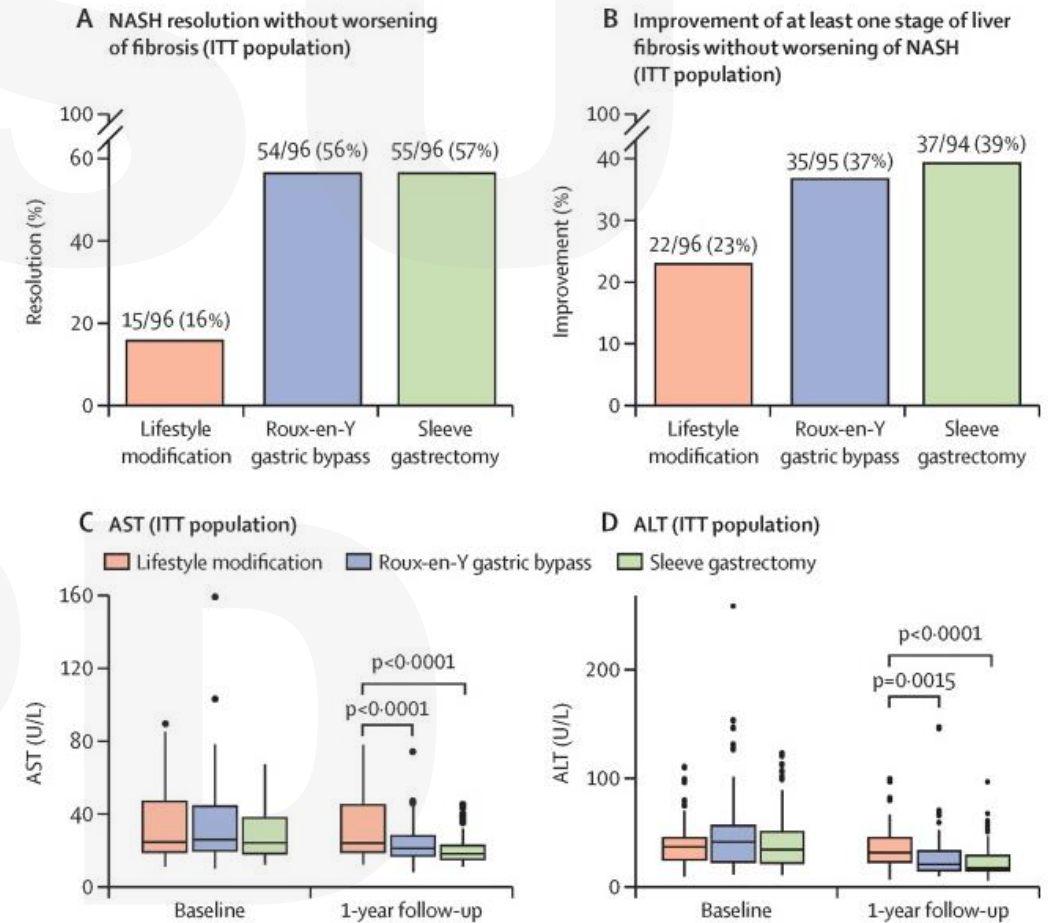 A NASH resolution without worsening
of fibrosis (ITT population)
100
60
40
20
0
Resolution (%)
15/96 (16%)
54/96 (56%)
55/96 (57%)
Lifestyle
modification
Roux-en-Y
gastric bypass
Sleeve
gastrectomy
B Improvement of at least one stage of liver
fibrosis without worsening of NASH
(ITT population)
100
40
30
20
10
0
Improvement (%)
22/96 (23%)
35/95 (37%)
37/94 (39%)
Lifestyle
modification
Roux-en-Y
gastric bypass
Sleeve
gastrectomy
C AST (ITT population)
Lifestyle modification
Roux-en-Y gastric bypass
Sleeve gastrectomy
160
120
80
40
0
AST (U/L)
p<0·0001
p<0·0001
Baseline
1-year follow-up
D ALT (ITT population)
200
100
0
ALT (U/L)
p<0·0001
p=0·0015
Baseline
1-year follow-up